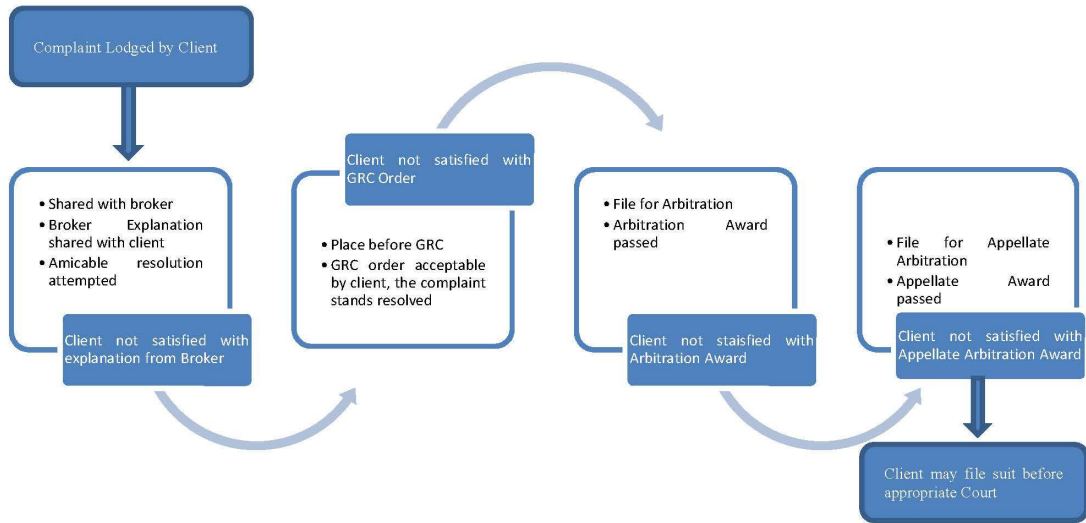 Complaint Lodged by Client
• Shared with broker
• Broker Explanation
shared with client
• Amicable resolution
attempted
Client not satisfied with
explanation from Broker
Client not satisfied with
GRC Order
• Place before GRC
• GRC order acceptable
by client, the complaint
stands resolved
• File for Arbitration
• Arbitration Award
passed
Client not staisfied with
Arbitration Award
• File for Appellate
Arbitration
• Appellate Award
passed
Client not satisfied with
Appellate Arbitration Award
Client may file suit before
appropriate Court